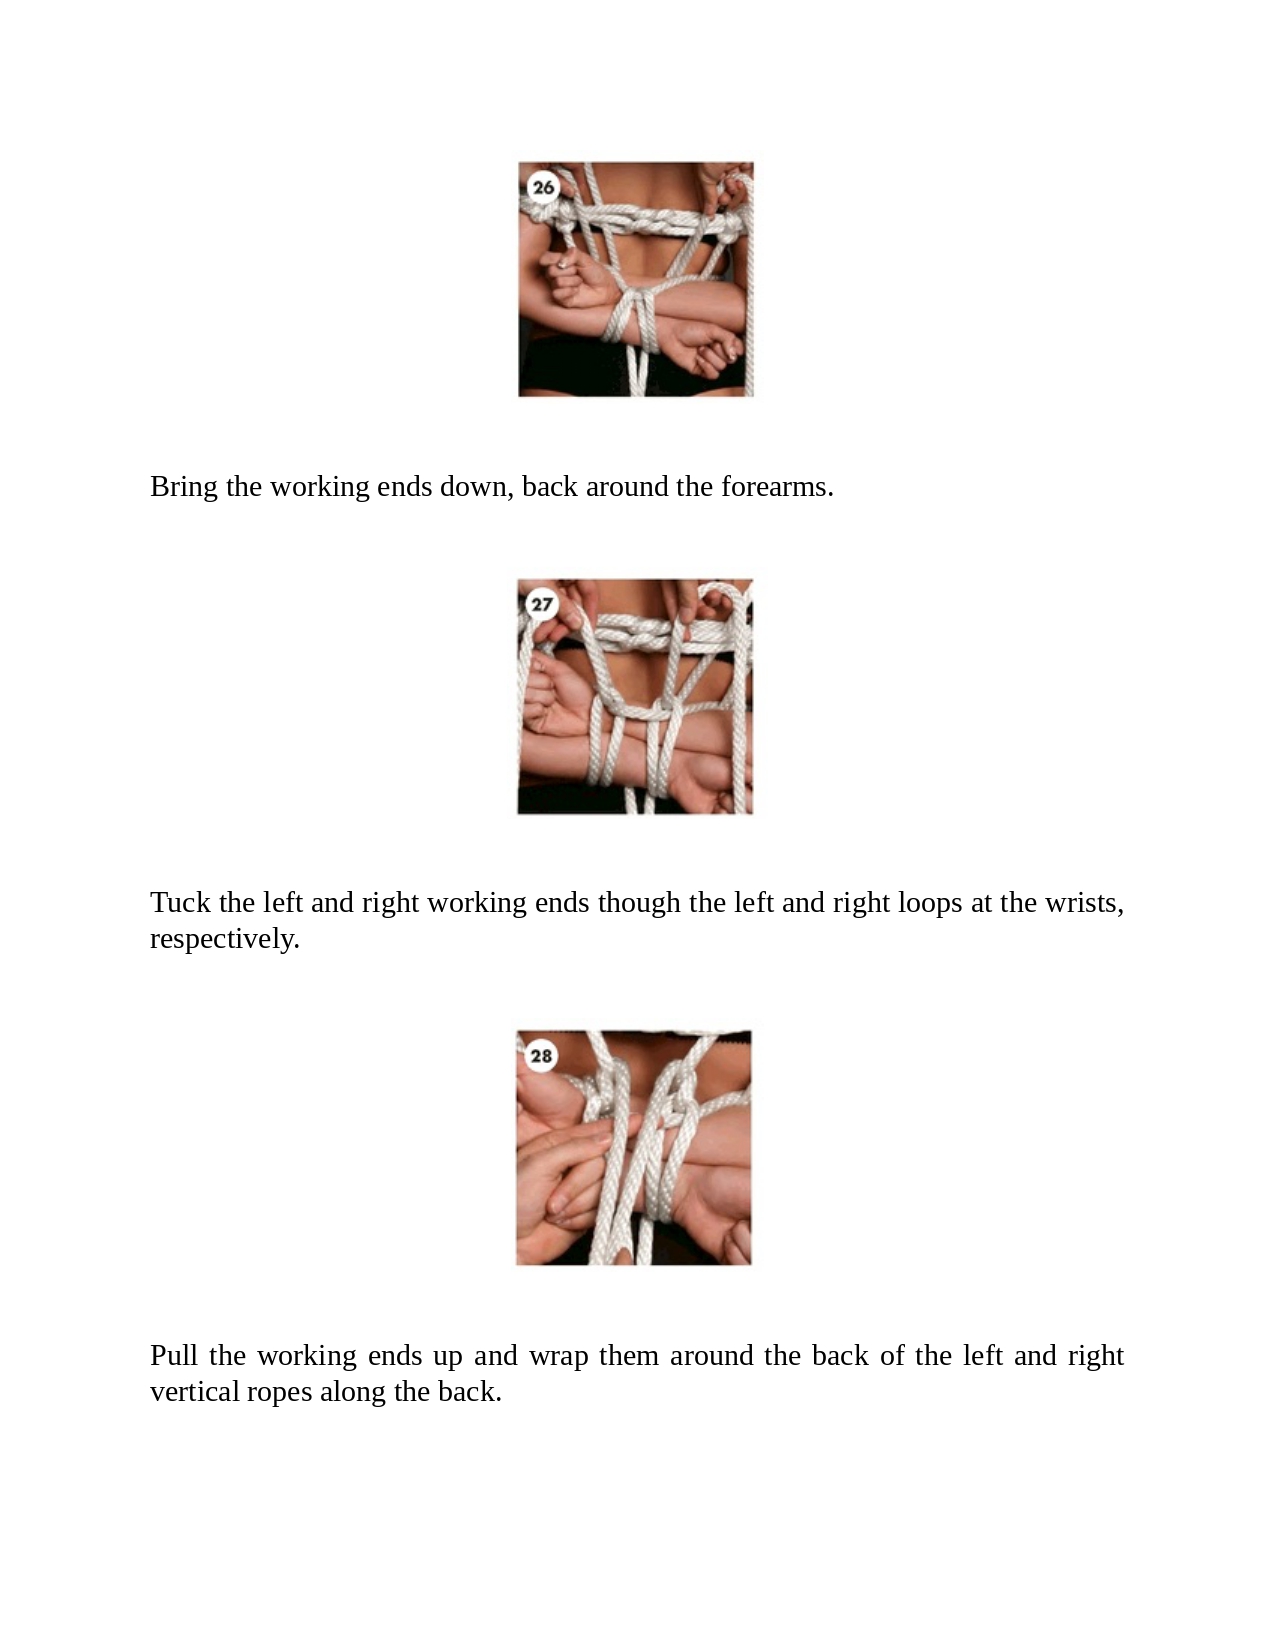 26
Bring the working ends down, back around the forearms.
27
Tuck the left and right working ends though the left and right loops at the wrists,
respectively.
28
Pull the working ends up and wrap them around the back of the left and right
vertical ropes along the back.